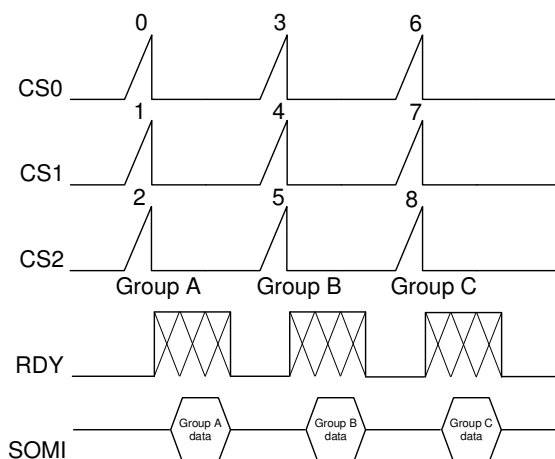 0 3 6
CS0
1 4 7
CS1
2 5 8
CS2
Group A Group B Group C
RDY
Group A data
Group B data
Group C data
SOMI